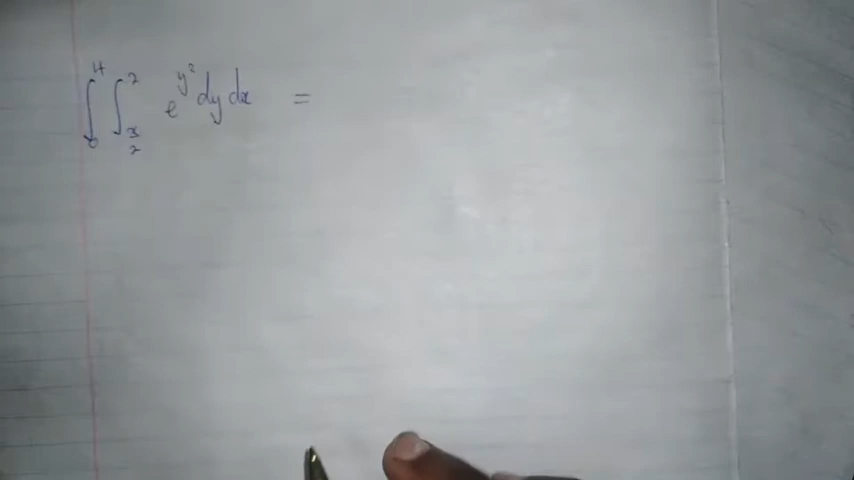 ∫₀⁴ ∫_{x/2}^{2} e^{y²} dy dx =